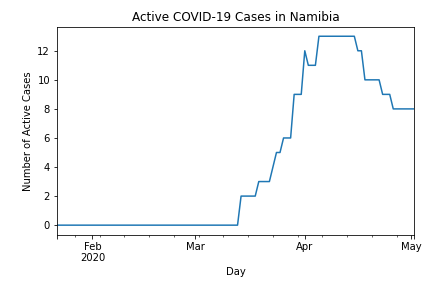 Active COVID-19 Cases in Namibia
12
10
8
6
4
2
0
Number of Active Cases
Feb
2020
Mar
Apr
May
Day